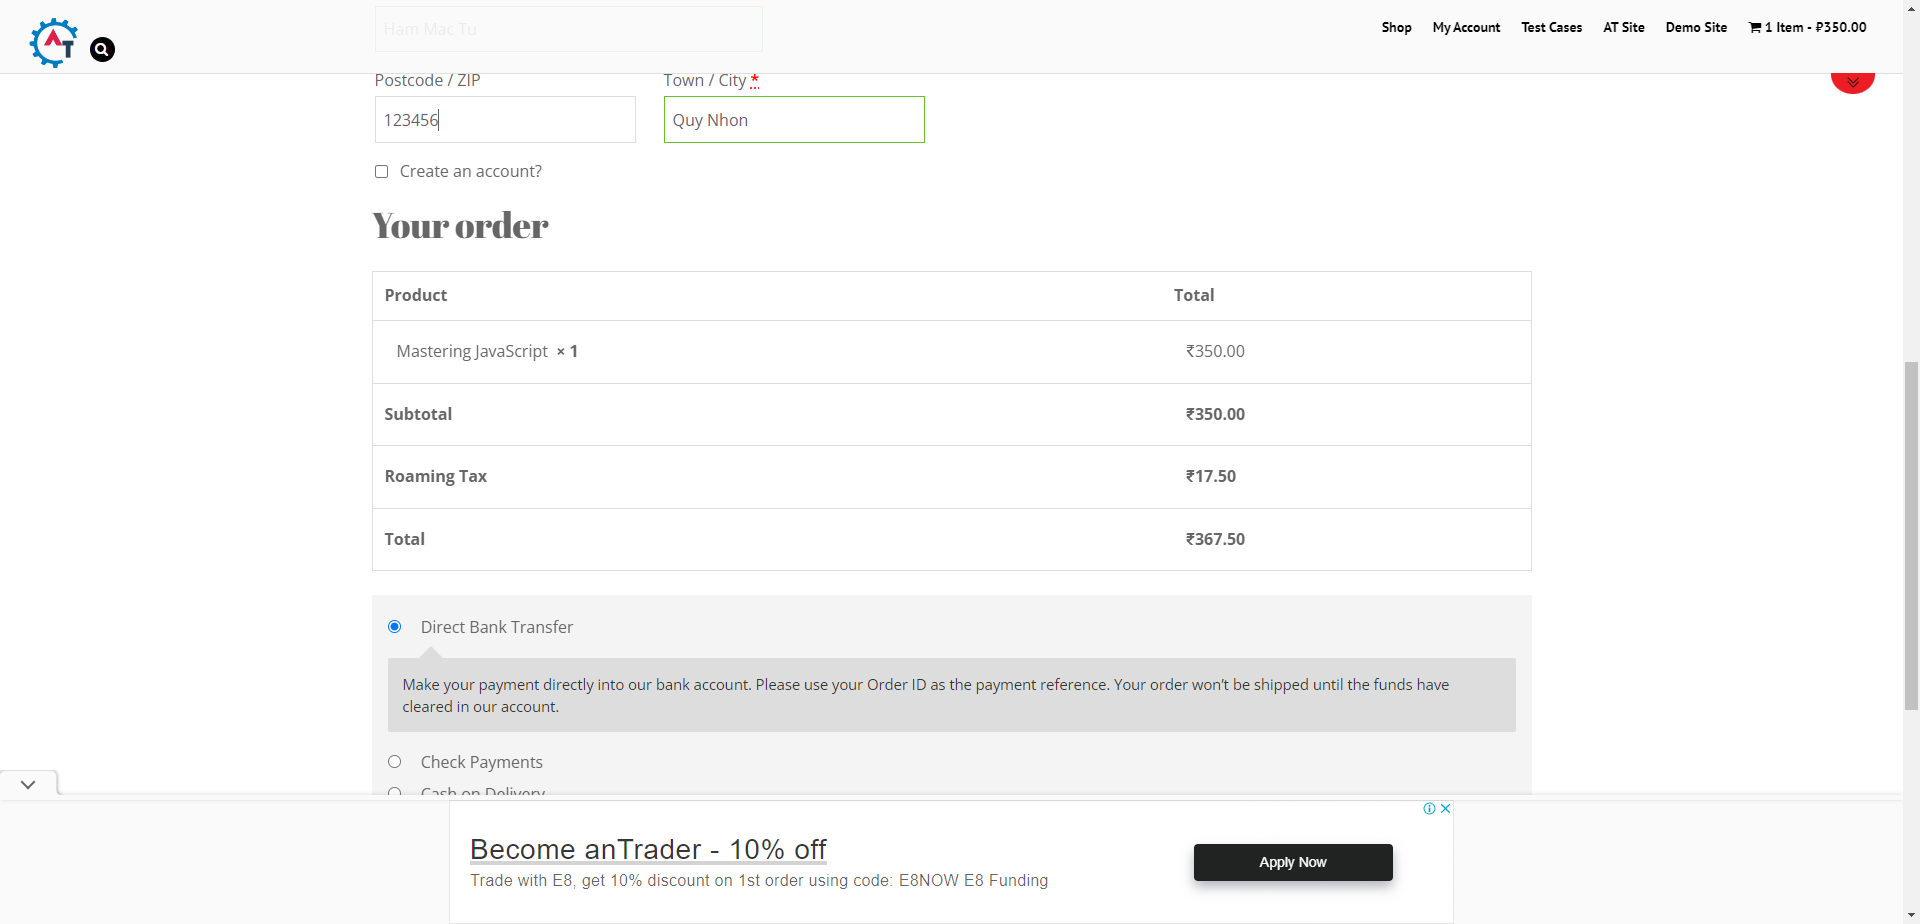 Ham Mac Tu
AT
Shop My Account Test Cases AT Site Demo Site 1 Item - ₽350.00
Postcode / ZIP Town / City *
123456 Quy Nhon
Create an account?
Your order
Product Total
Mastering JavaScript × 1 ₹350.00
Subtotal ₹350.00
Roaming Tax ₹17.50
Total ₹367.50
Direct Bank Transfer
Make your payment directly into our bank account. Please use your Order ID as the payment reference. Your order won’t be shipped until the funds have
cleared in our account.
Check Payments
Cash on Delivery
Become anTrader - 10% off
Trade with E8, get 10% discount on 1st order using code: E8NOW E8 Funding
Apply Now